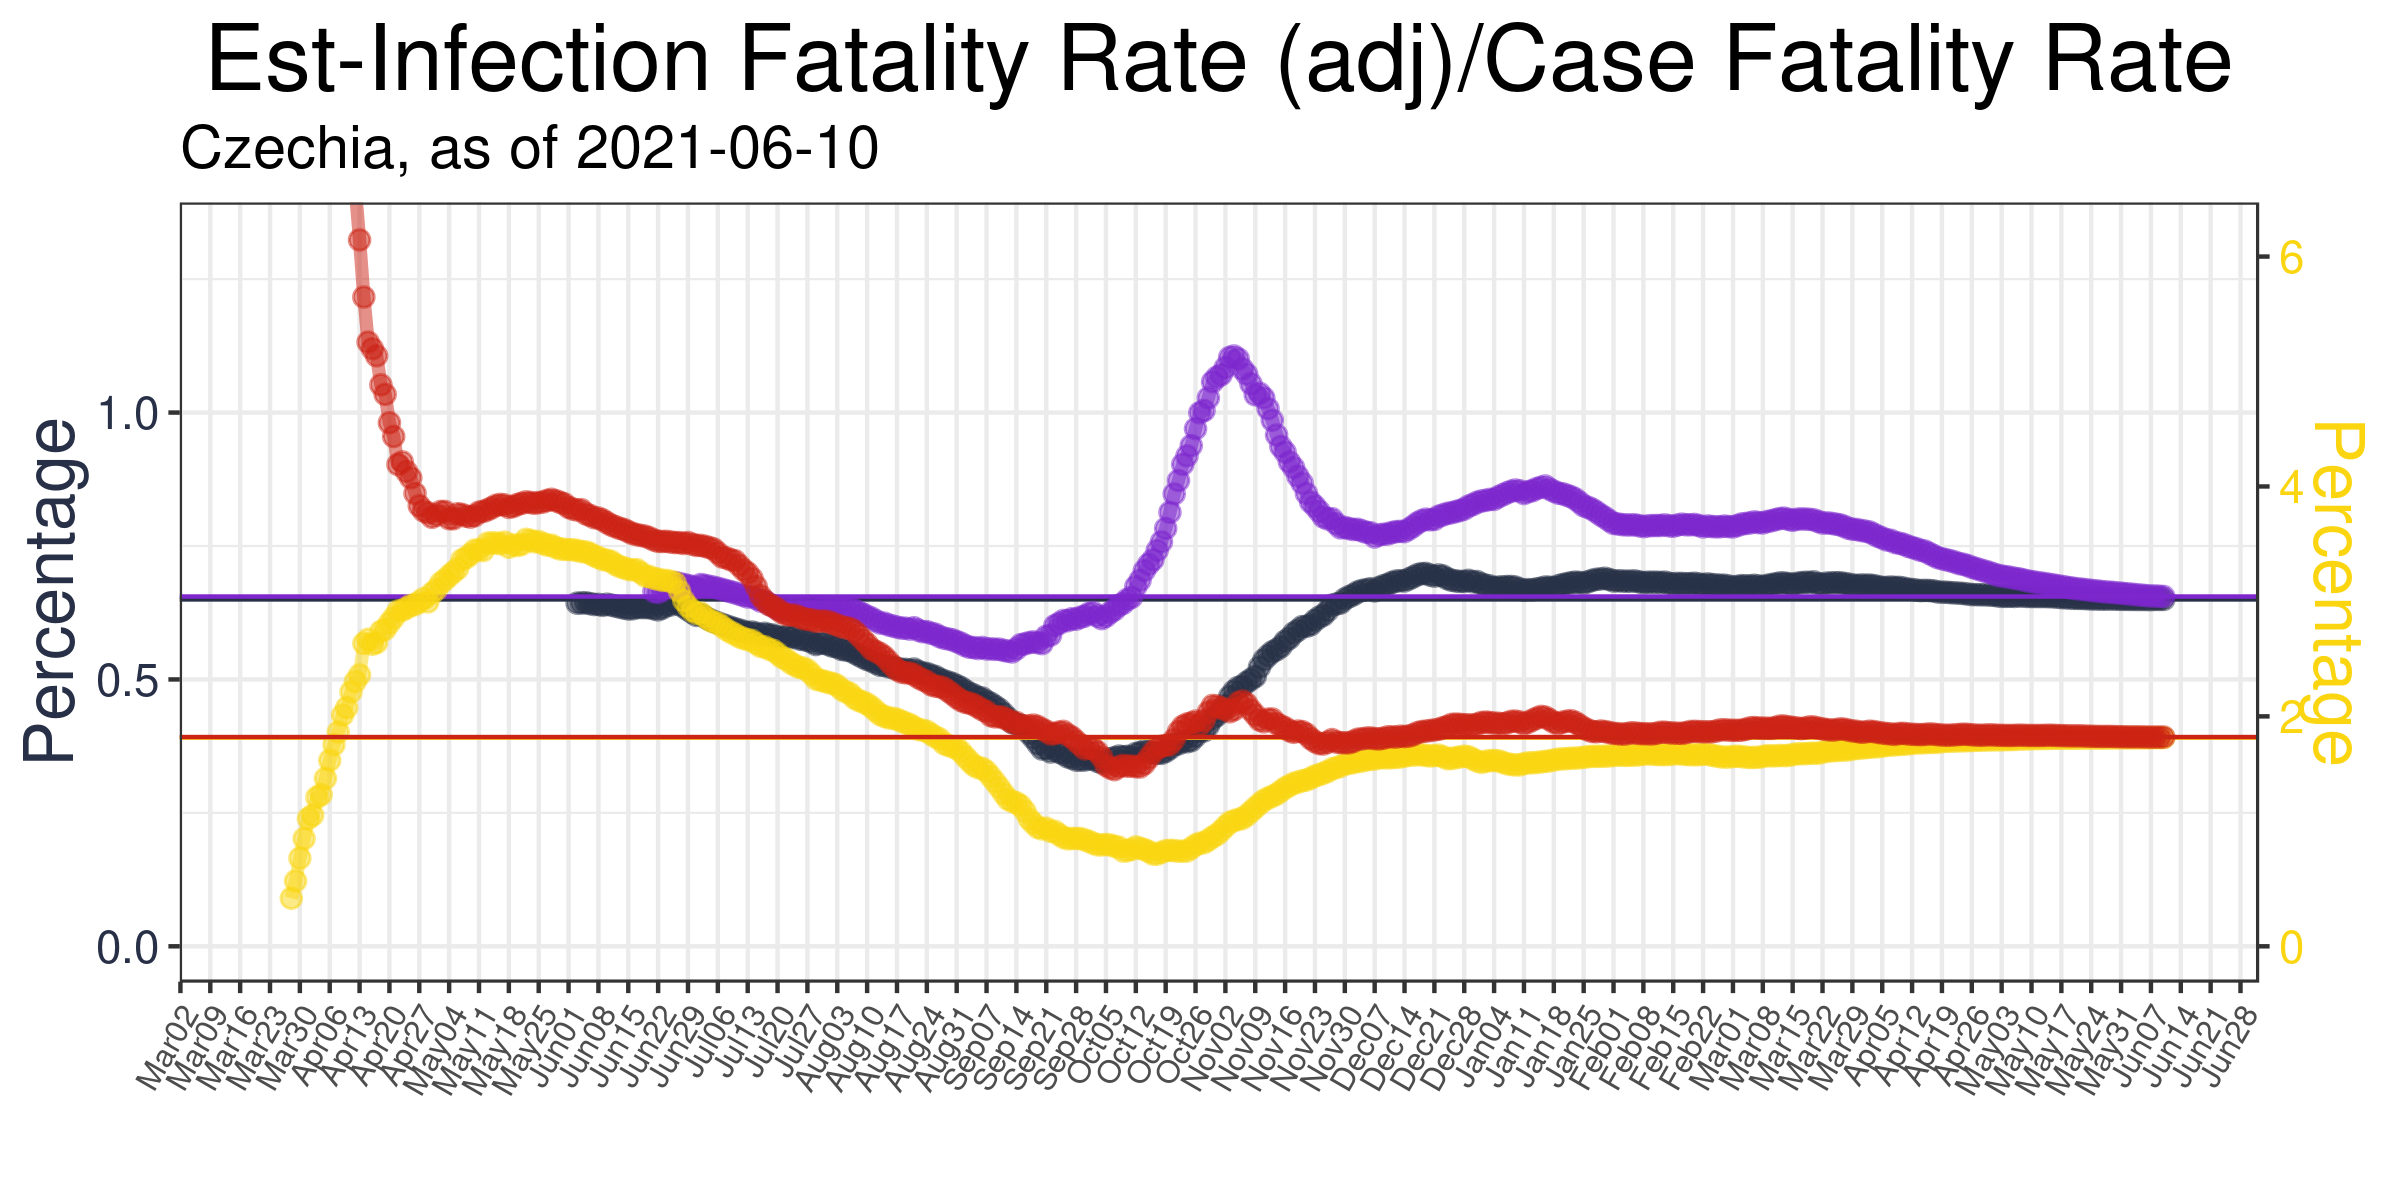 Est-Infection Fatality Rate (adj)/Case Fatality Rate
Czechia, as of 2021-06-10
Percentage
1.0
0.5
0.0
6
4
2
0
Percentage
Mar02
Mar09
Mar16
Mar23
Mar30
Apr06
Apr13
Apr20
Apr27
May04
May11
May18
May25
Jun01
Jun08
Jun15
Jun22
Jun29
Jul06
Jul13
Jul20
Jul27
Aug03
Aug10
Aug17
Aug24
Aug31
Sep07
Sep14
Sep21
Sep28
Oct05
Oct12
Oct19
Oct26
Nov02
Nov09
Nov16
Nov23
Nov30
Dec07
Dec14
Dec21
Dec28
Jan04
Jan11
Jan18
Jan25
Feb01
Feb08
Feb15
Feb22
Mar01
Mar08
Mar15
Mar22
Mar29
Apr05
Apr12
Apr19
Apr26
May03
May10
May17
May24
May31
Jun07
Jun14
Jun21
Jun28